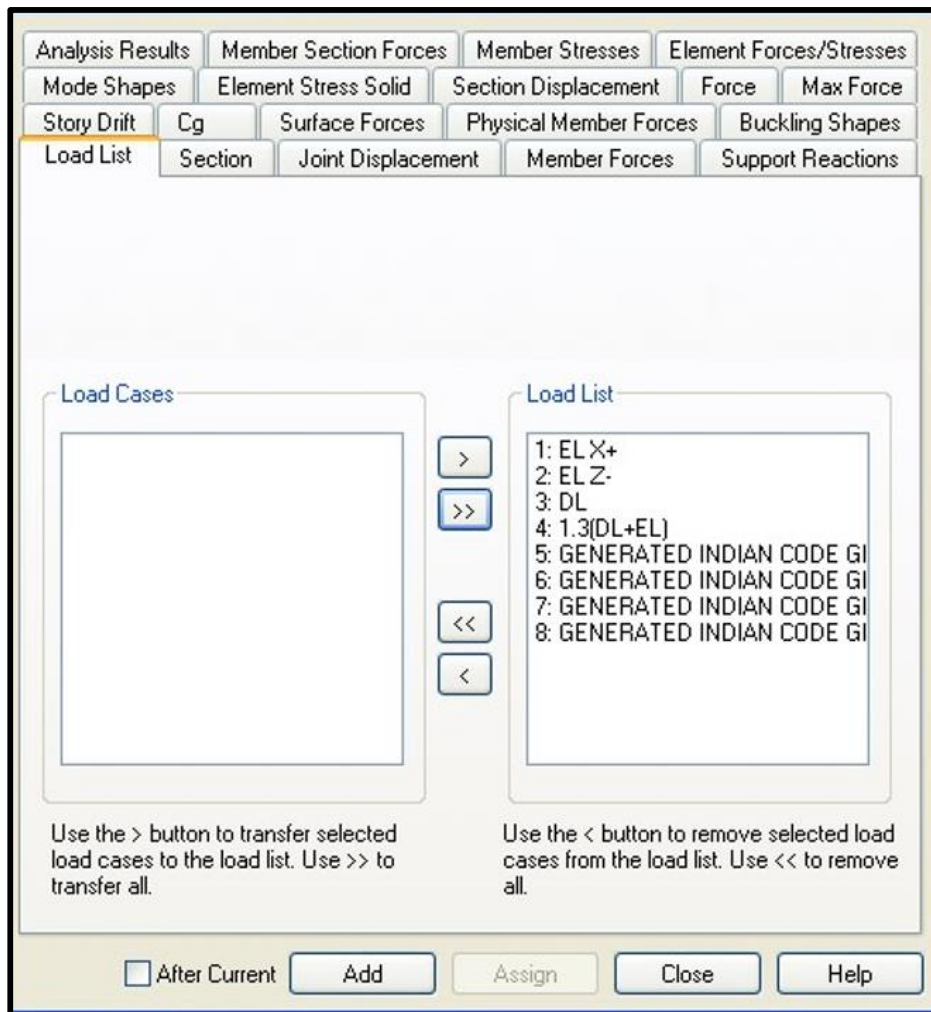 Analysis Results Member Section Forces Member Stresses Element Forces/Stresses
Mode Shapes Element Stress Solid Section Displacement Force Max Force
Story Drift Cg Surface Forces Physical Member Forces Buckling Shapes
Load List Section Joint Displacement Member Forces Support Reactions
Load Cases
>
>>
<<
<
Load List
1: EL X+
2: EL Z-
3: DL
4: 1.3(DL+EL)
5: GENERATED INDIAN CODE GI
6: GENERATED INDIAN CODE GI
7: GENERATED INDIAN CODE GI
8: GENERATED INDIAN CODE GI
Use the > button to transfer selected
load cases to the load list. Use >> to
transfer all.
Use the < button to remove selected load
cases from the load list. Use << to remove
all.
After Current Add Assign Close Help